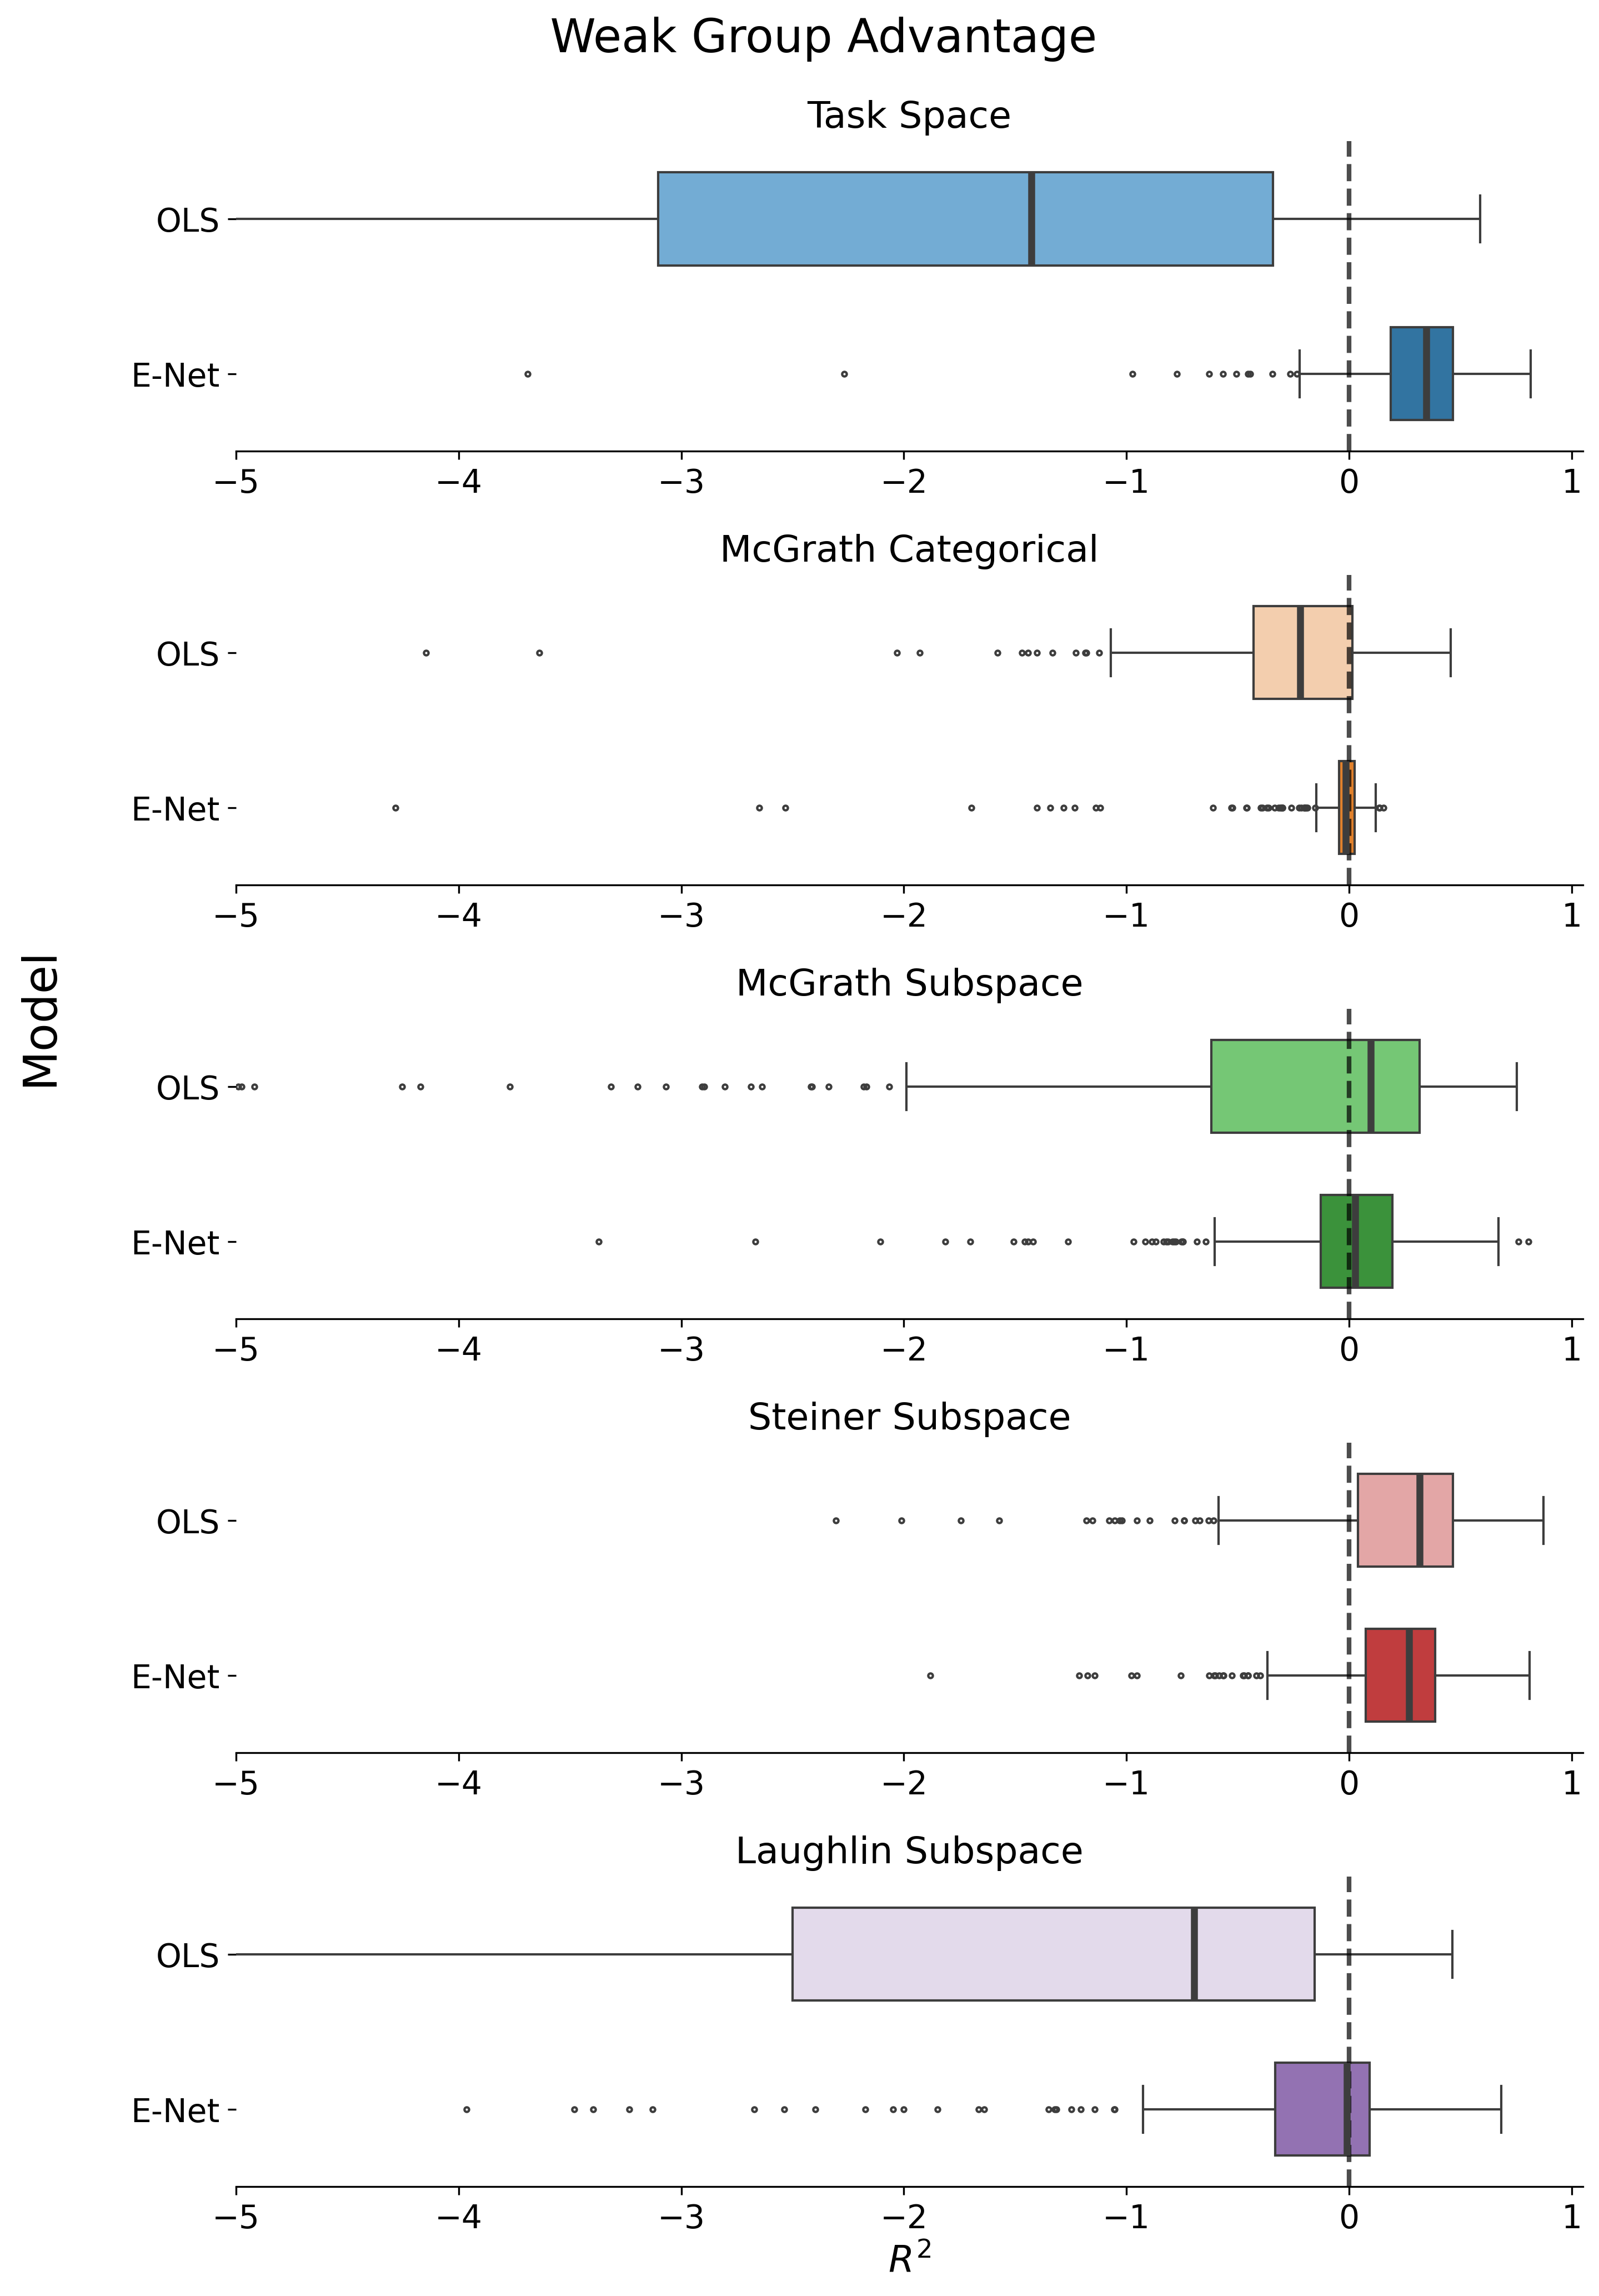 Weak Group Advantage
Task Space
OLS
E-Net
−5 −4 −3 −2 −1 0 1
McGrath Categorical
OLS
E-Net
−5 −4 −3 −2 −1 0 1
McGrath Subspace
OLS
E-Net
−5 −4 −3 −2 −1 0 1
Steiner Subspace
OLS
E-Net
−5 −4 −3 −2 −1 0 1
Laughlin Subspace
OLS
E-Net
−5 −4 −3 −2 −1 0 1
R²
Model